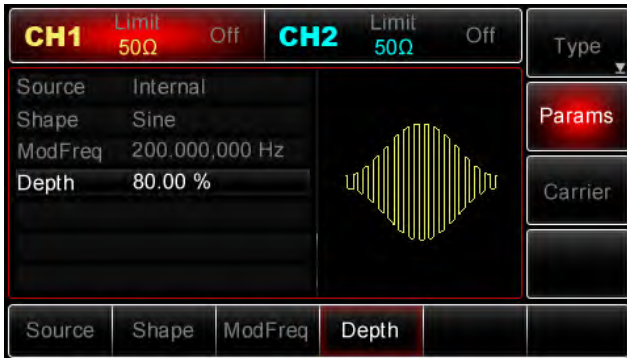 CH1 Limit 50Ω Off CH2 Limit 50Ω Off Type
Source Internal
Shape Sine
ModFreq 200.000,000 Hz
Depth 80.00 %
Params
Carrier
Source Shape ModFreq Depth